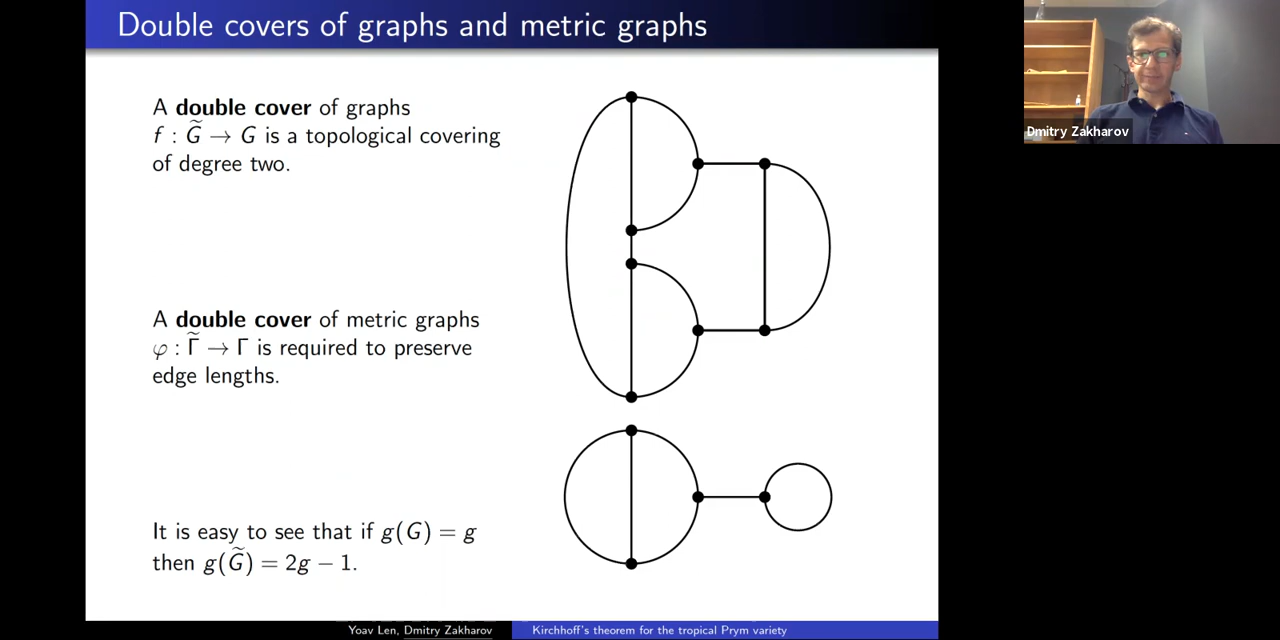 Double covers of graphs and metric graphs
A double cover of graphs
f : G̃ → G is a topological covering
of degree two.
A double cover of metric graphs
φ : Γ̃ → Γ is required to preserve
edge lengths.
It is easy to see that if g(G) = g
then g(G̃) = 2g − 1.
Yoav Len, Dmitry Zakharov
Kirchhoff's theorem for the tropical Prym variety
Dmitry Zakharov